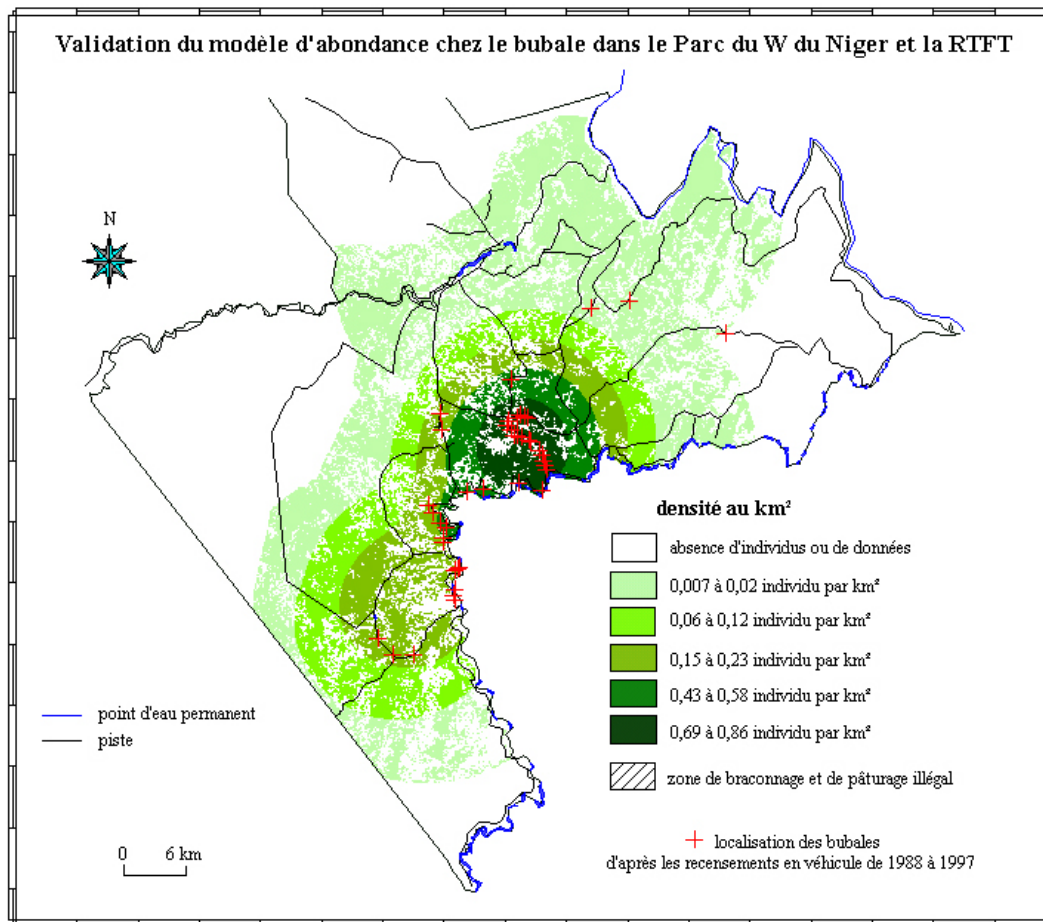 Validation du modèle d'abondance chez le bubale dans le Parc du W du Niger et la RTFT
N
densité au km²
absence d'individus ou de données
0,007 à 0,02 individu par km²
0,06 à 0,12 individu par km²
0,15 à 0,23 individu par km²
0,43 à 0,58 individu par km²
0,69 à 0,86 individu par km²
zone de braconnage et de pâturage illégal
localisation des bubales
d'après les recensements en véhicule de 1988 à 1997
point d'eau permanent
piste
0 6 km